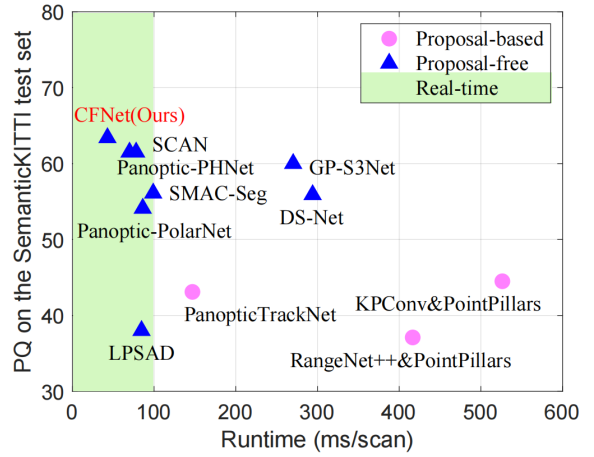 80
70
60
50
40
30
PQ on the SemanticKITTI test set
Proposal-based
Proposal-free
Real-time
CFNet(Ours)
SCAN
Panoptic-PHNet
GP-S3Net
SMAC-Seg
DS-Net
Panoptic-PolarNet
KPConv&PointPillars
PanopticTrackNet
LPSAD
RangeNet++&PointPillars
0 100 200 300 400 500 600
Runtime (ms/scan)